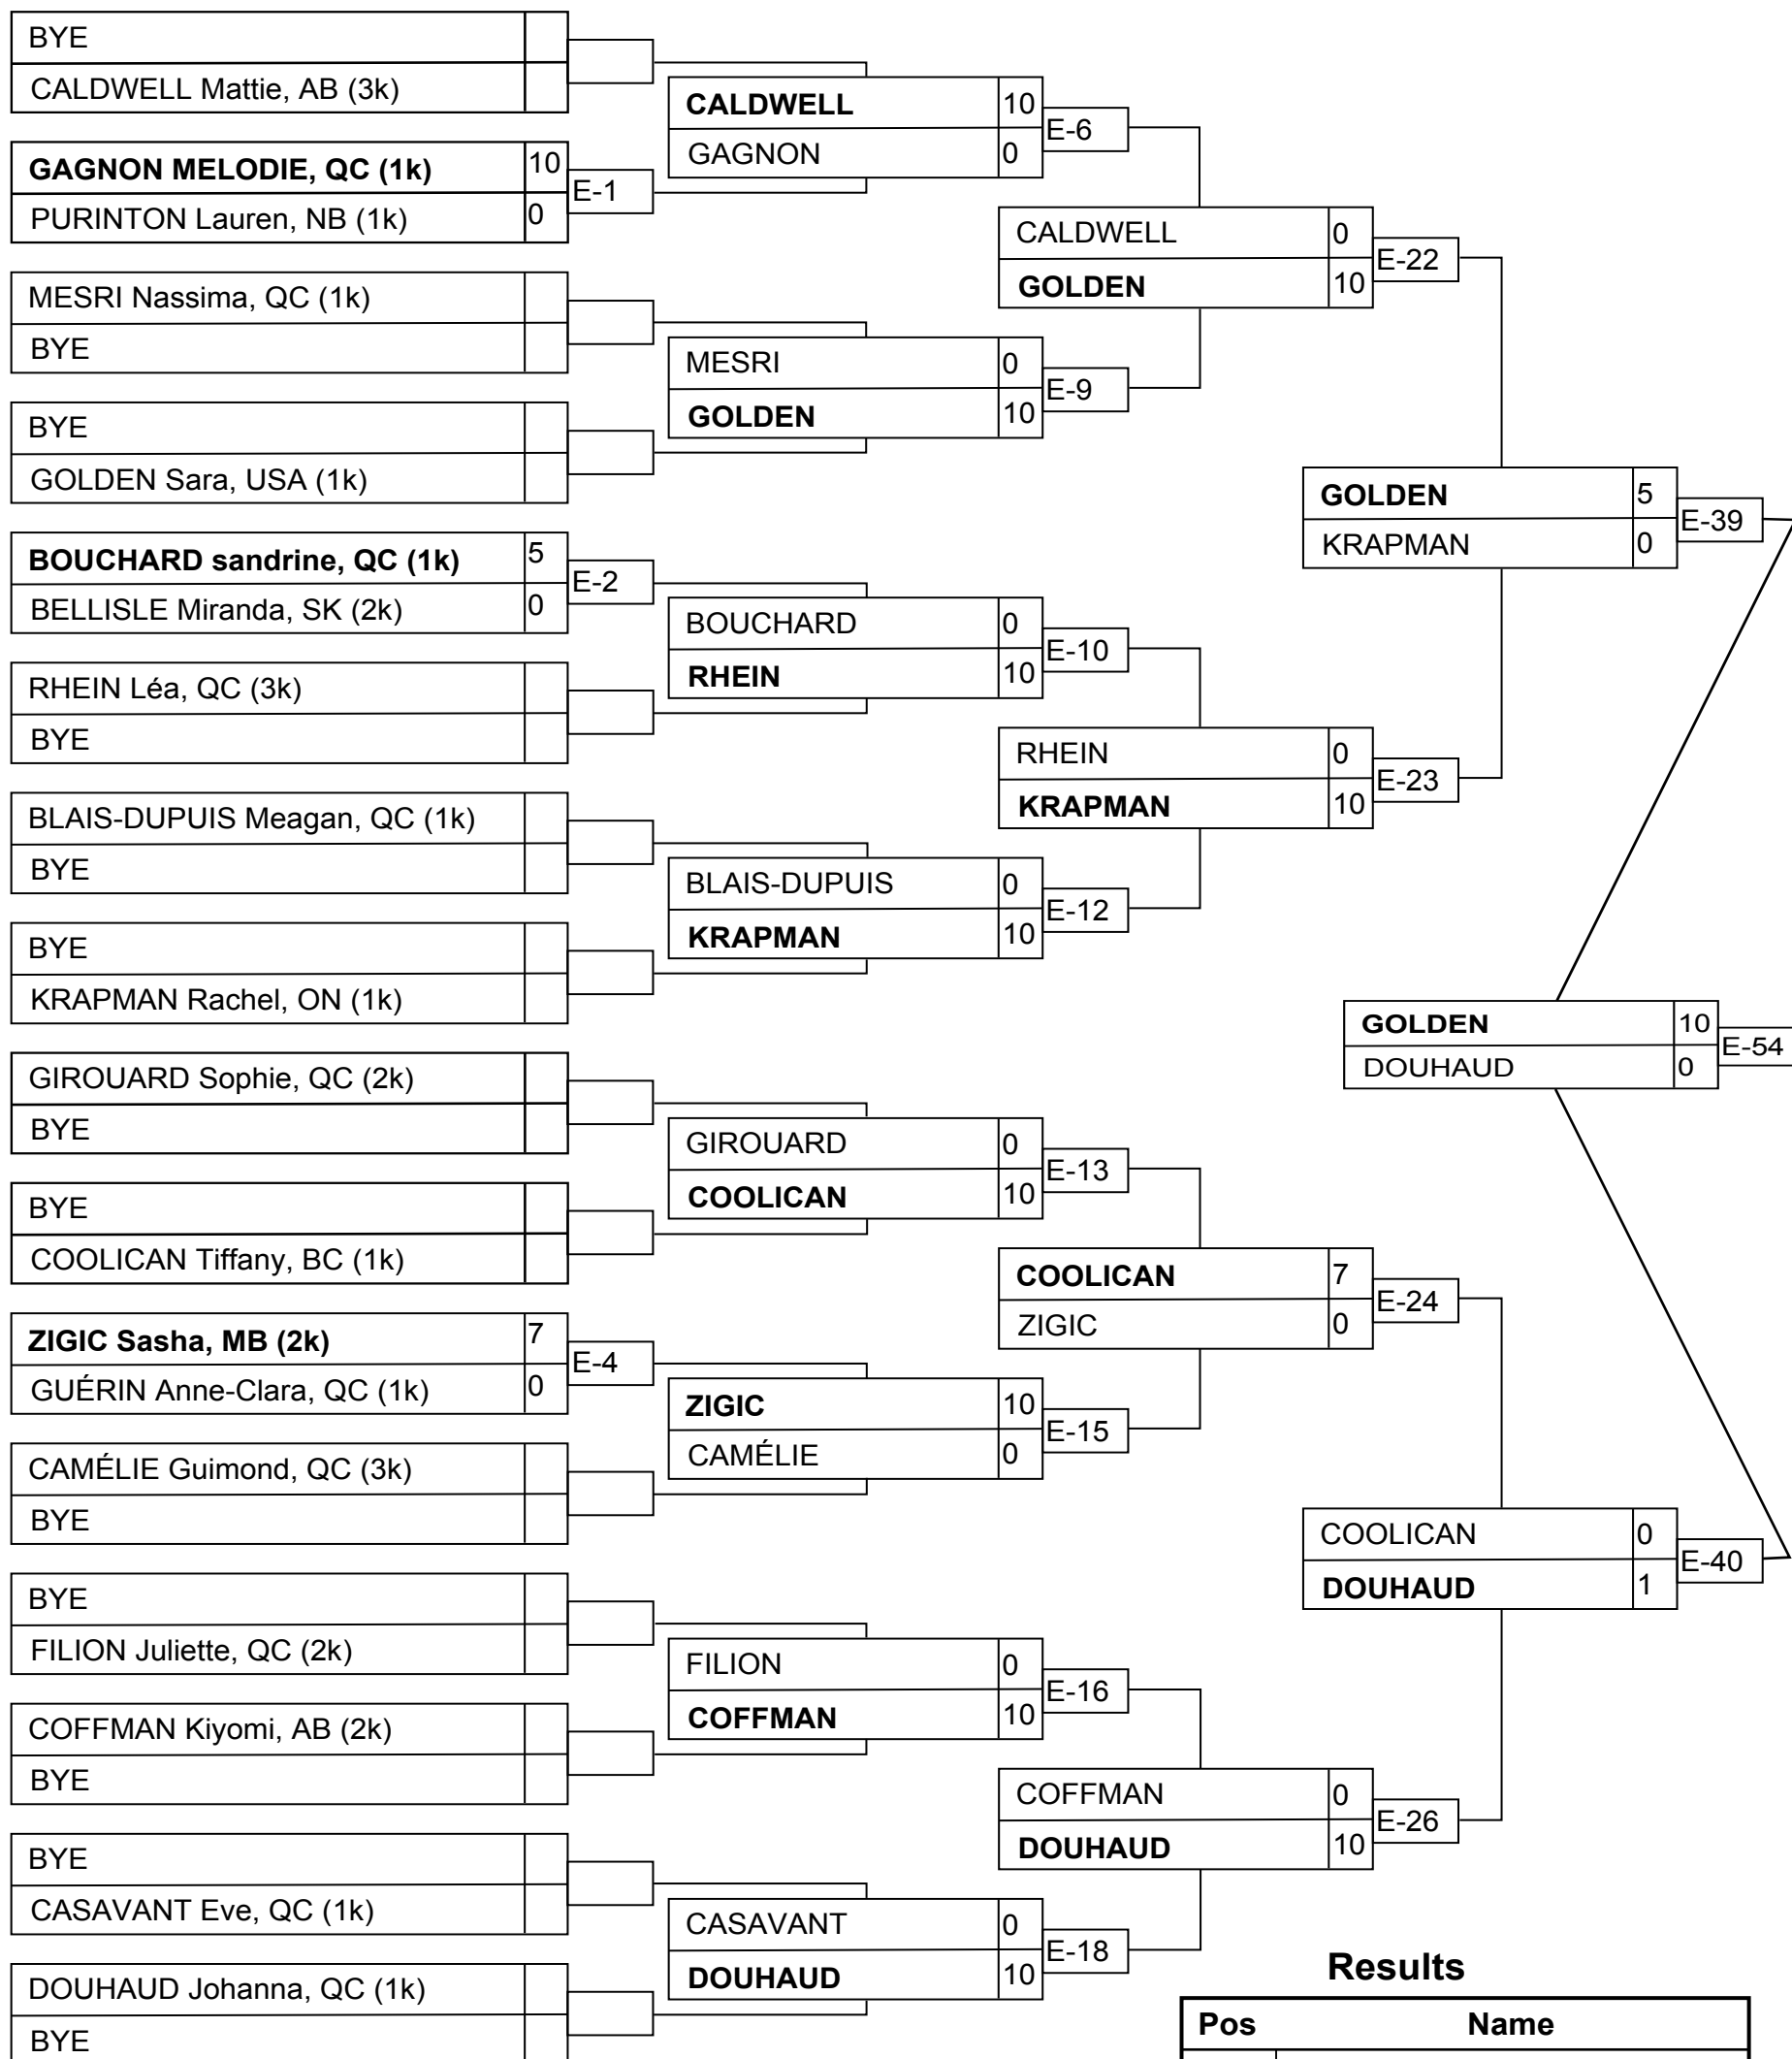 BYE
CALDWELL Mattie, AB (3k)
GAGNON MELODIE, QC (1k) 10
PURINTON Lauren, NB (1k) 0
E-1
MESRI Nassima, QC (1k)
BYE
BYE
GOLDEN Sara, USA (1k)
BOUCHARD sandrine, QC (1k) 5
BELLISLE Miranda, SK (2k) 0
E-2
RHEIN Léa, QC (3k)
BYE
BLAIS-DUPUIS Meagan, QC (1k)
BYE
BYE
KRAPMAN Rachel, ON (1k)
GIROUARD Sophie, QC (2k)
BYE
BYE
COOLICAN Tiffany, BC (1k)
ZIGIC Sasha, MB (2k) 7
GUÉRIN Anne-Clara, QC (1k) 0
E-4
CAMÉLIE Guimond, QC (3k)
BYE
BYE
FILION Juliette, QC (2k)
COFFMAN Kiyomi, AB (2k)
BYE
BYE
CASAVANT Eve, QC (1k)
DOUHAUD Johanna, QC (1k)
BYE
CALDWELL 10
GAGNON 0
E-6
MESRI 0
GOLDEN 10
E-9
BOUCHARD 0
RHEIN 10
E-10
BLAIS-DUPUIS 0
KRAPMAN 10
E-12
GIROUARD 0
COOLICAN 10
E-13
ZIGIC 10
CAMÉLIE 0
E-15
FILION 0
COFFMAN 10
E-16
CASAVANT 0
DOUHAUD 10
E-18
CALDWELL 0
GOLDEN 10
E-22
RHEIN 0
KRAPMAN 10
E-23
COOLICAN 7
ZIGIC 0
E-24
COFFMAN 0
DOUHAUD 10
E-26
GOLDEN 5
KRAPMAN 0
E-39
COOLICAN 0
DOUHAUD 1
E-40
GOLDEN 10
DOUHAUD 0
E-54
Results
Pos Name